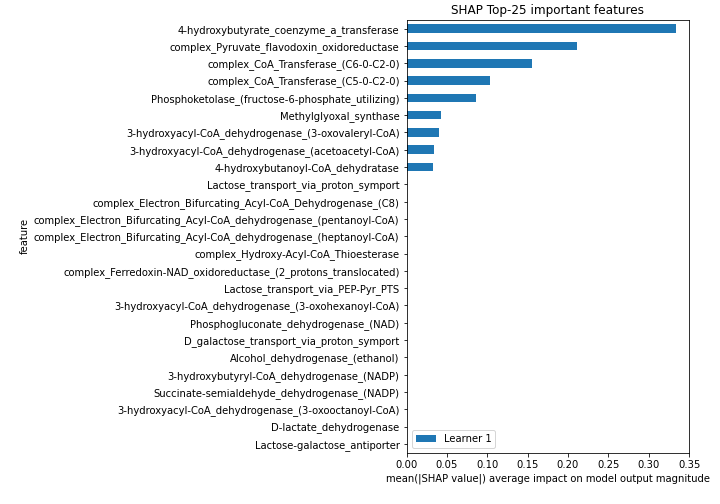 SHAP Top-25 important features
4-hydroxybutyrate_coenzyme_a_transferase
complex_Pyruvate_flavodoxin_oxidoreductase
complex_CoA_Transferase_(C6-0-C2-0)
complex_CoA_Transferase_(C5-0-C2-0)
Phosphoketolase_(fructose-6-phosphate_utilizing)
Methylglyoxal_synthase
3-hydroxyacyl-CoA_dehydrogenase_(3-oxovaleryl-CoA)
3-hydroxyacyl-CoA_dehydrogenase_(acetoacetyl-CoA)
4-hydroxybutanoyl-CoA_dehydratase
Lactose_transport_via_proton_symport
complex_Electron_Bifurcating_Acyl-CoA_Dehydrogenase_(C8)
complex_Electron_Bifurcating_Acyl-CoA_dehydrogenase_(pentanoyl-CoA)
complex_Electron_Bifurcating_Acyl-CoA_dehydrogenase_(heptanoyl-CoA)
complex_Hydroxy-Acyl-CoA_Thioesterase
complex_Ferredoxin-NAD_oxidoreductase_(2_protons_translocated)
Lactose_transport_via_PEP-Pyr_PTS
3-hydroxyacyl-CoA_dehydrogenase_(3-oxohexanoyl-CoA)
Phosphogluconate_dehydrogenase_(NAD)
D_galactose_transport_via_proton_symport
Alcohol_dehydrogenase_(ethanol)
3-hydroxybutyryl-CoA_dehydrogenase_(NADP)
Succinate-semialdehyde_dehydrogenase_(NADP)
3-hydroxyacyl-CoA_dehydrogenase_(3-oxooctanoyl-CoA)
D-lactate_dehydrogenase
Lactose-galactose_antiporter
feature
Learner 1
0.00 0.05 0.10 0.15 0.20 0.25 0.30 0.35
mean(|SHAP value|) average impact on model output magnitude